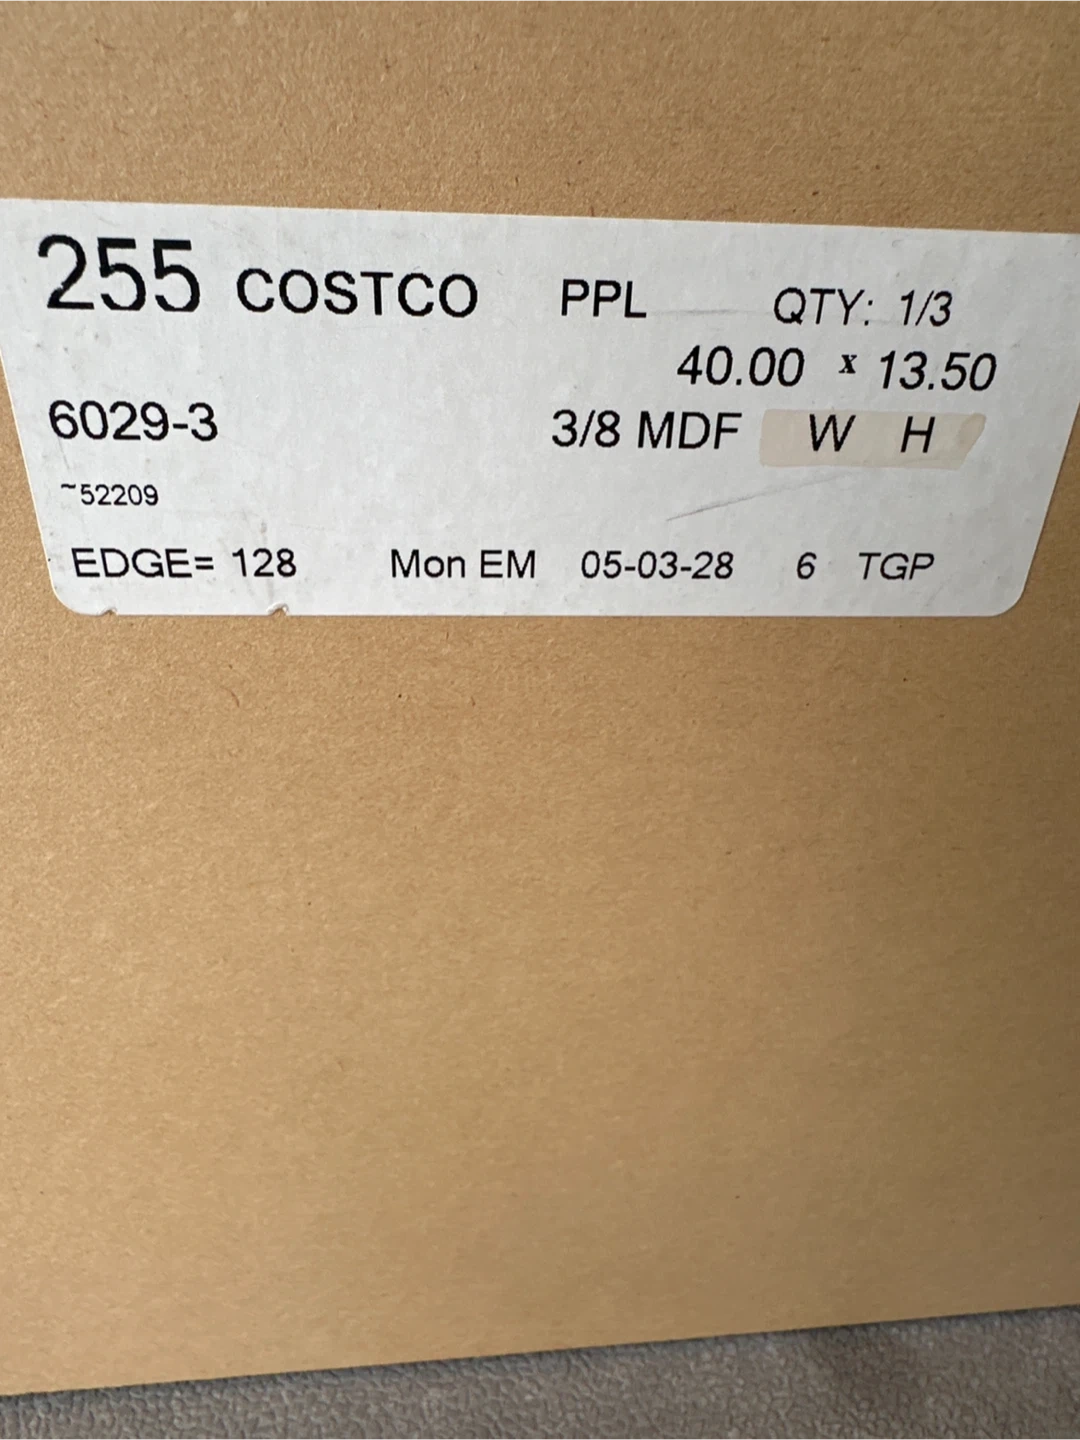 255 COSTCO PPL QTY: 1/3
40.00 x 13.50
6029-3 3/8 MDF W H
~52209
EDGE= 128 Mon EM 05-03-28 6 TGP